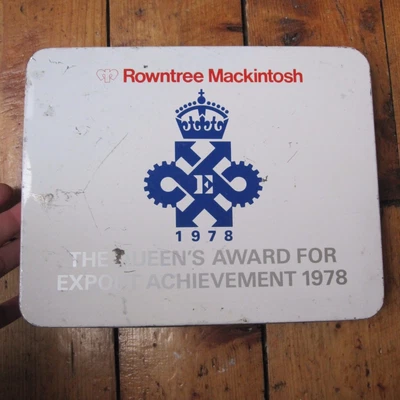 Rowntree Mackintosh
E
1978
THE QUEEN'S AWARD FOR
EXPORT ACHIEVEMENT 1978